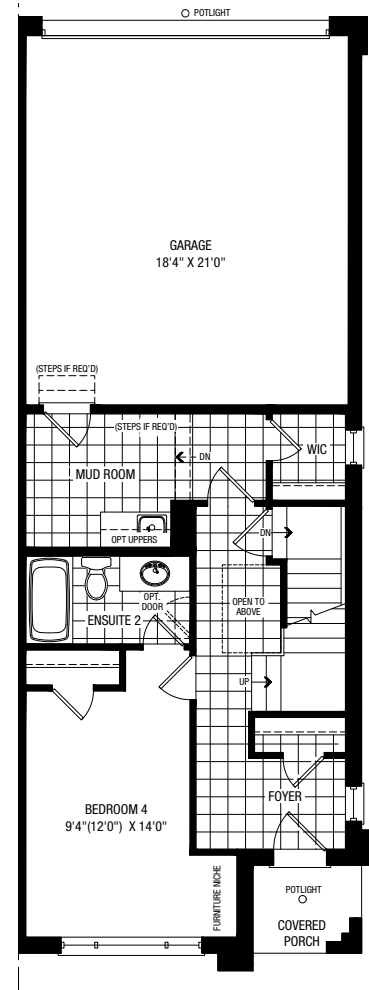 POTLIGHT
GARAGE
18'4" X 21'0"
(STEPS IF REQ'D)
(STEPS IF REQ'D)
WIC
DN
MUD ROOM
DN
OPT UPPERS
OPT.
DOOR
OPEN TO
ABOVE
ENSUITE 2
UP
FOYER
BEDROOM 4
9'4"(12'0") X 14'0"
FURNITURE NICHE
POTLIGHT
COVERED
PORCH